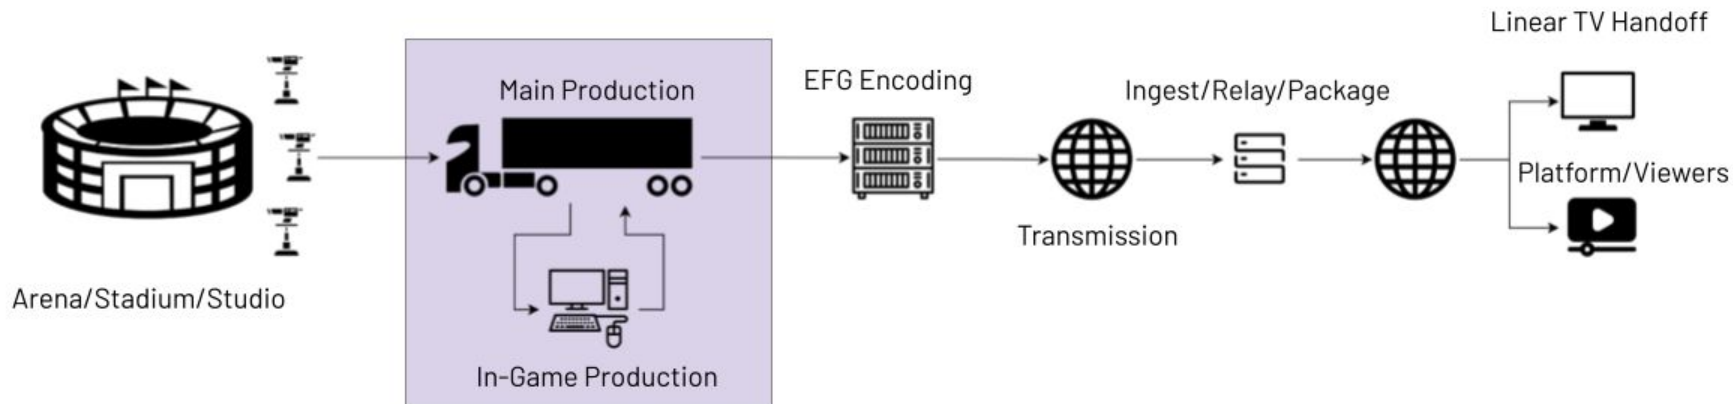 Linear TV Handoff
Main Production
EFG Encoding
Ingest/Relay/Package
Platform/Viewers
Transmission
Arena/Stadium/Studio
In-Game Production